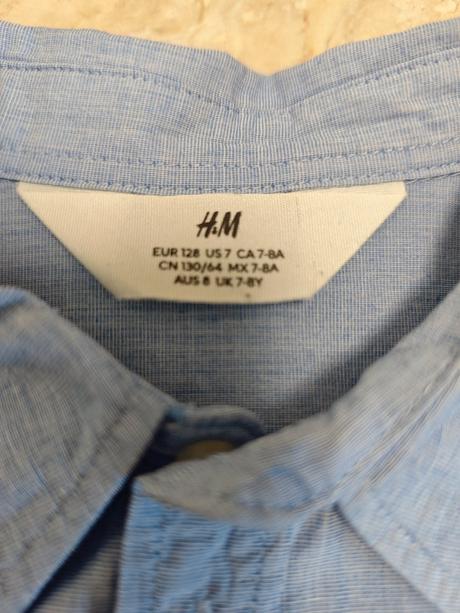 H&M
EUR 128 US 7 CA 7-8A
CN 130/64 MX 7-8A
AUS 8 UK 7-8Y